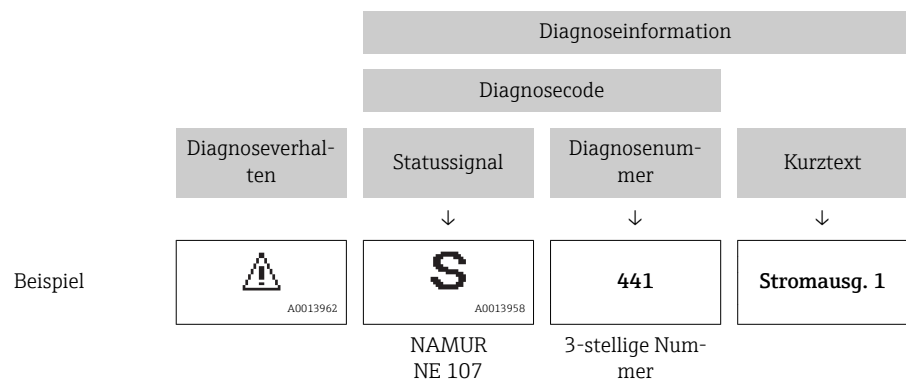 Diagnoseinformation
Diagnosecode
Diagnoseverhal-
ten
Statussignal
Diagnosenum-
mer
Kurztext
↓ ↓ ↓
Beispiel
A0013962
S
A0013958
441
Stromausg. 1
NAMUR
NE 107
3-stellige Num-
mer